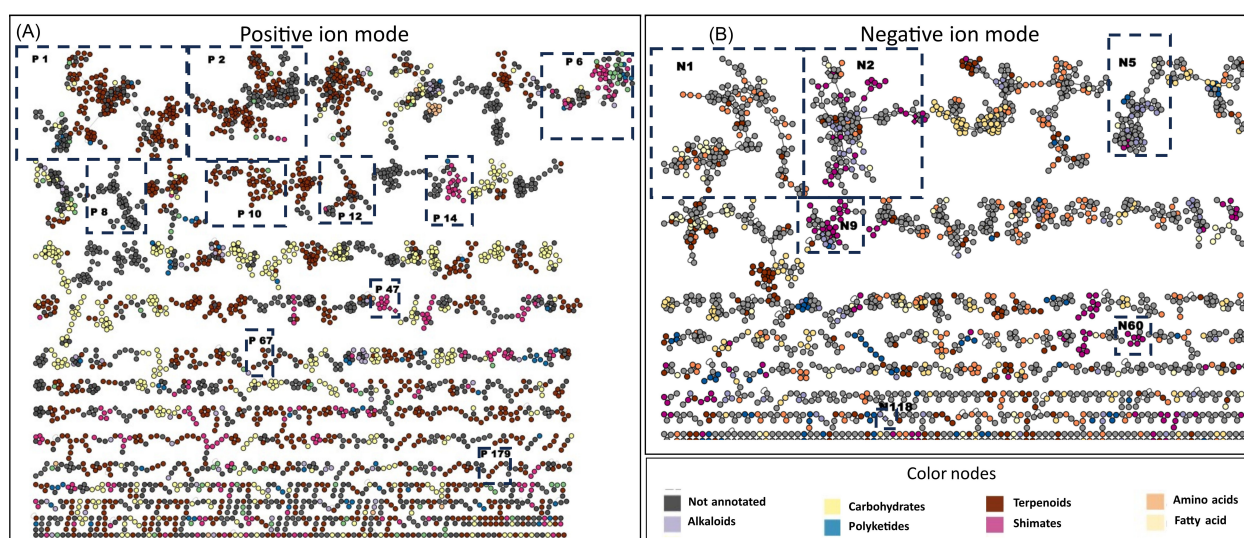 (A)
Positive ion mode
P 1
P 2
P 6
P 8
P 10
P 12
P 14
P 47
P 67
P 179
(B)
Negative ion mode
N1
N2
N5
N9
N60
N118
Color nodes
Not annotated
Carbohydrates
Terpenoids
Amino acids
Alkaloids
Polyketides
Shimates
Fatty acid